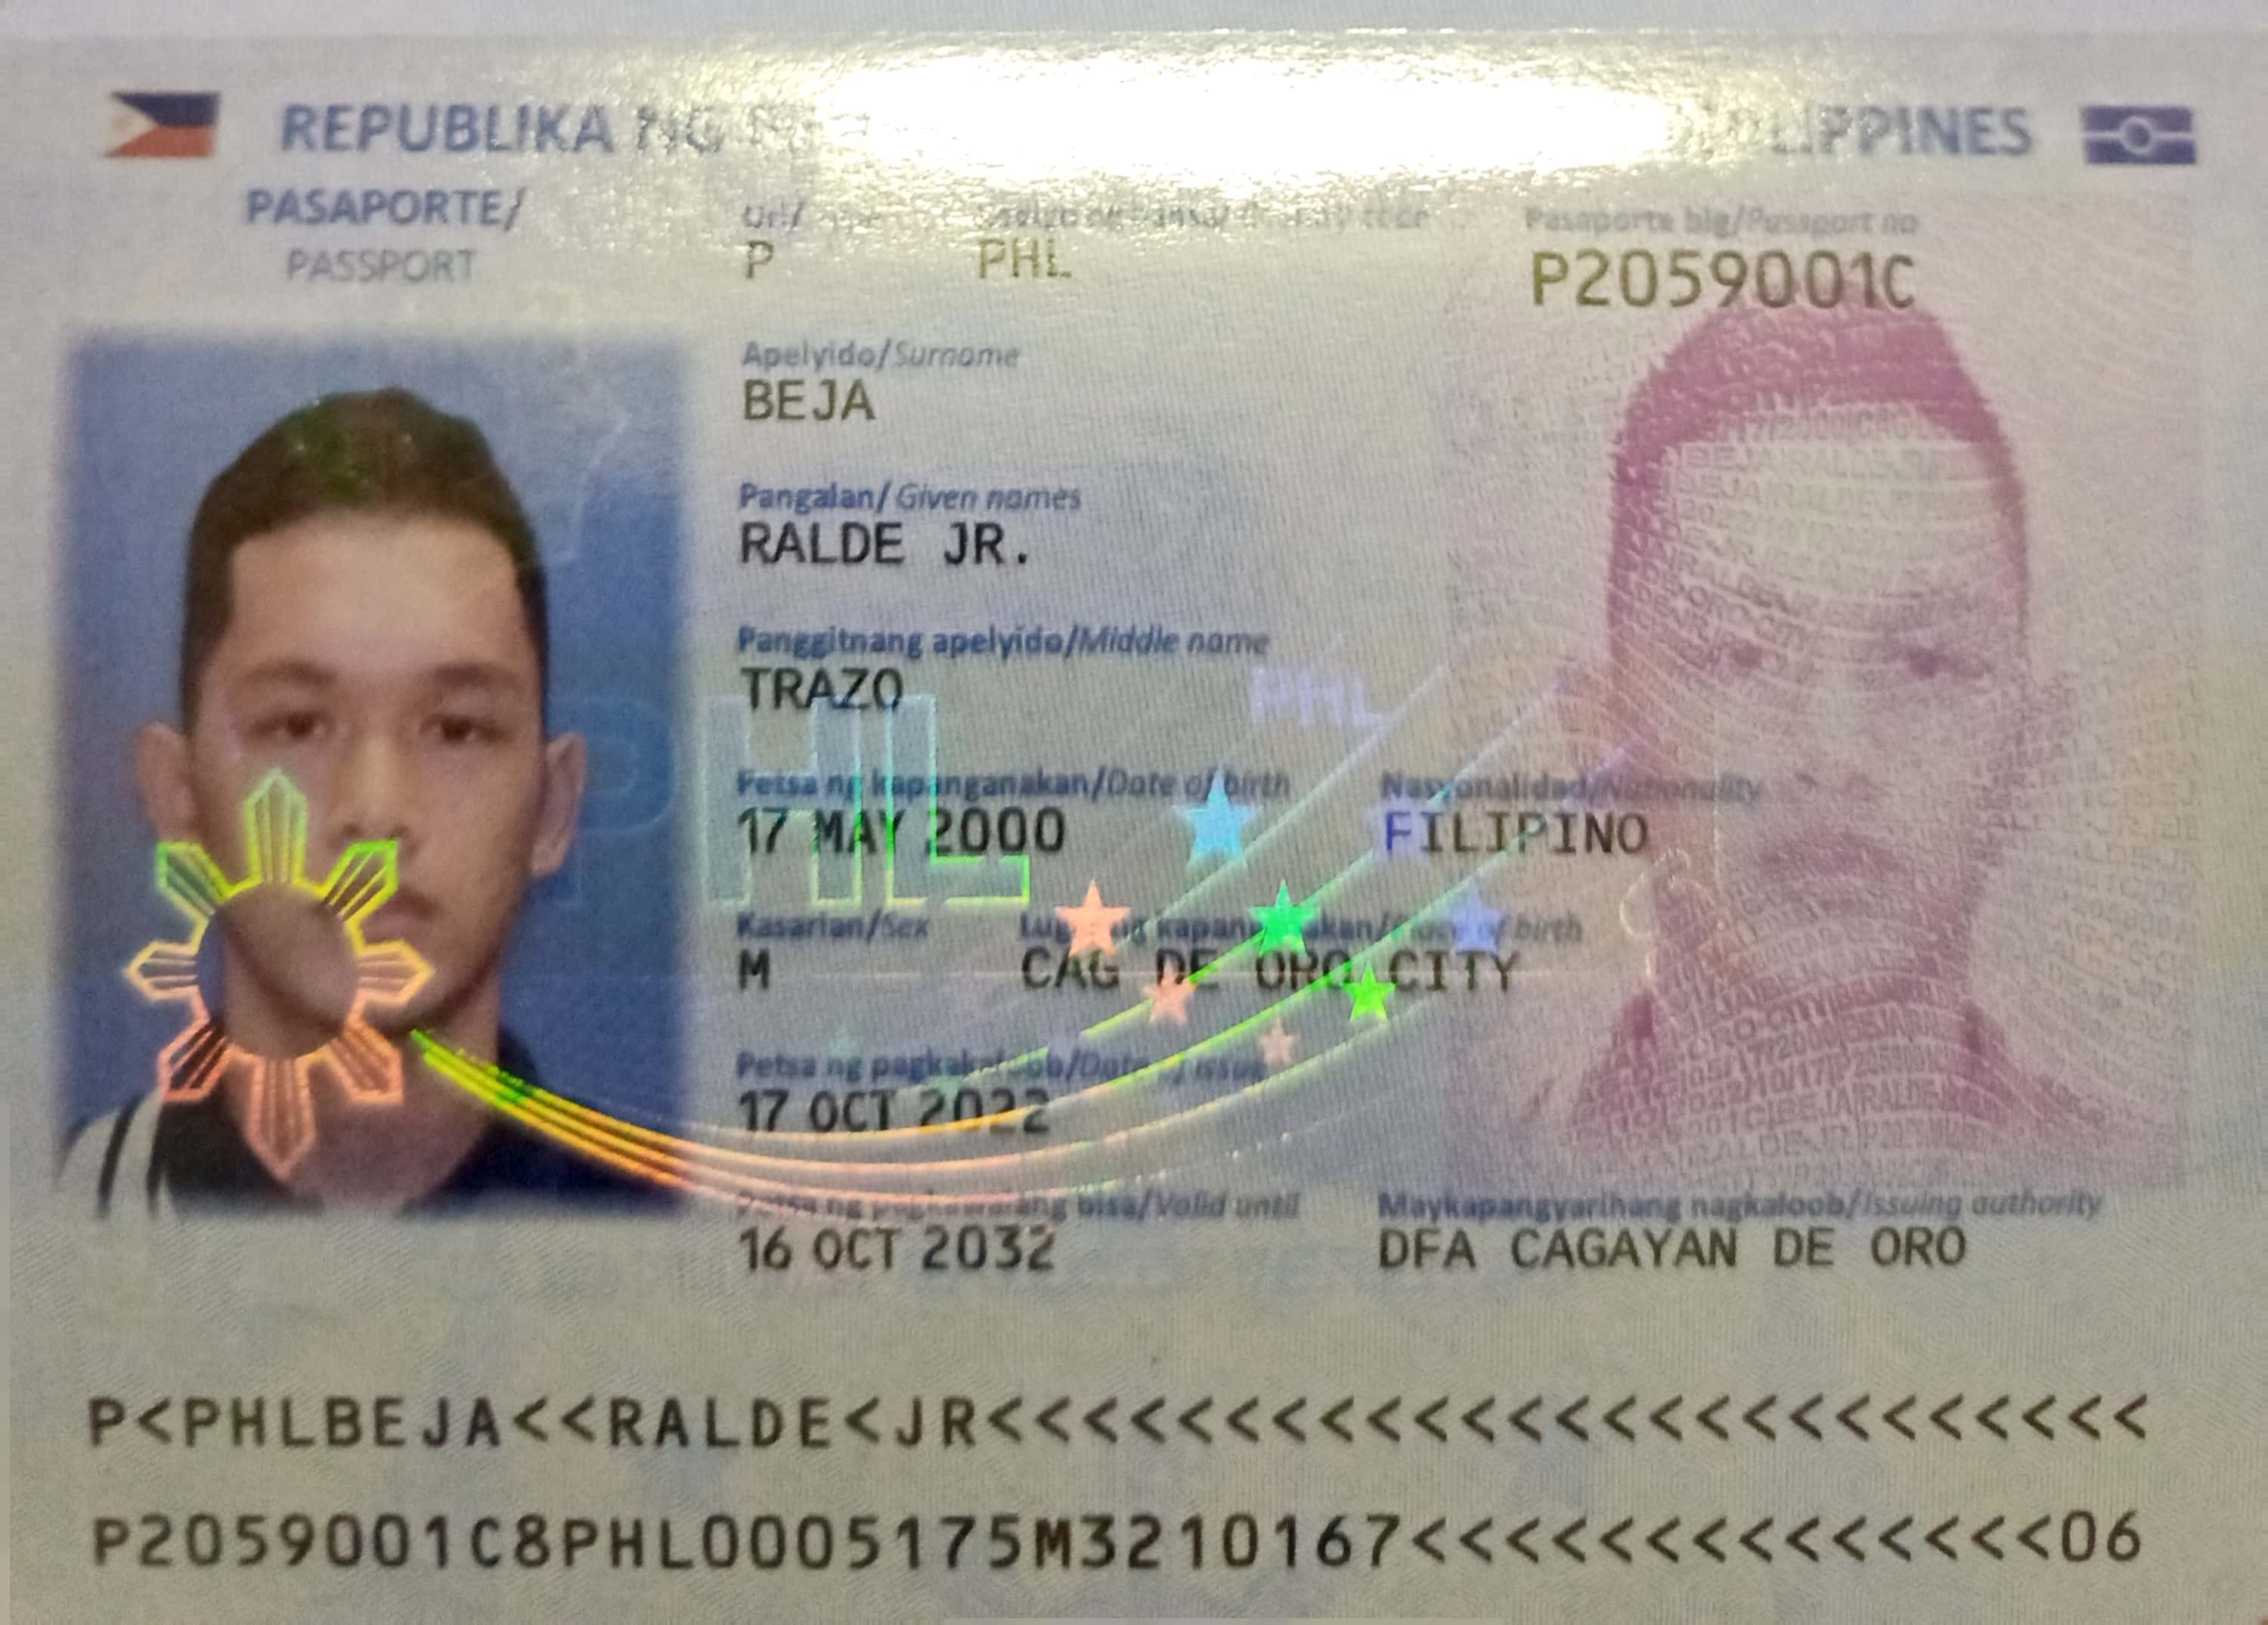 REPUBLIKA NG PHILIPPINES
PASAPORTE/
PASSPORT
Uri/
P
PHL
Pasaporte blg/Passport no
P2059001C
Apelyido/Surname
BEJA
Pangalan/Given names
RALDE JR.
Panggitnang apelyido/Middle name
TRAZO
PHL
PHL
Petsa ng kapanganakan/Date of birth
17 MAY 2000
Nasyonalidad/Nationality
FILIPINO
Kasarian/Sex
M
Lugar ng kapanganakan/Place of birth
CAG DE ORO CITY
Petsa ng pagkakaloob/Date of issue
17 OCT 2022
Petsa ng pagkawalang bisa/Valid until
16 OCT 2032
Maykapangyarihang nagkaloob/Issuing authority
DFA CAGAYAN DE ORO
P<PHLBEJA<<RALDE<JR<<<<<<<<<<<<<<<<<<<<<<<<<
P2059001C8PHL0005175M3210167<<<<<<<<<<<<<<06